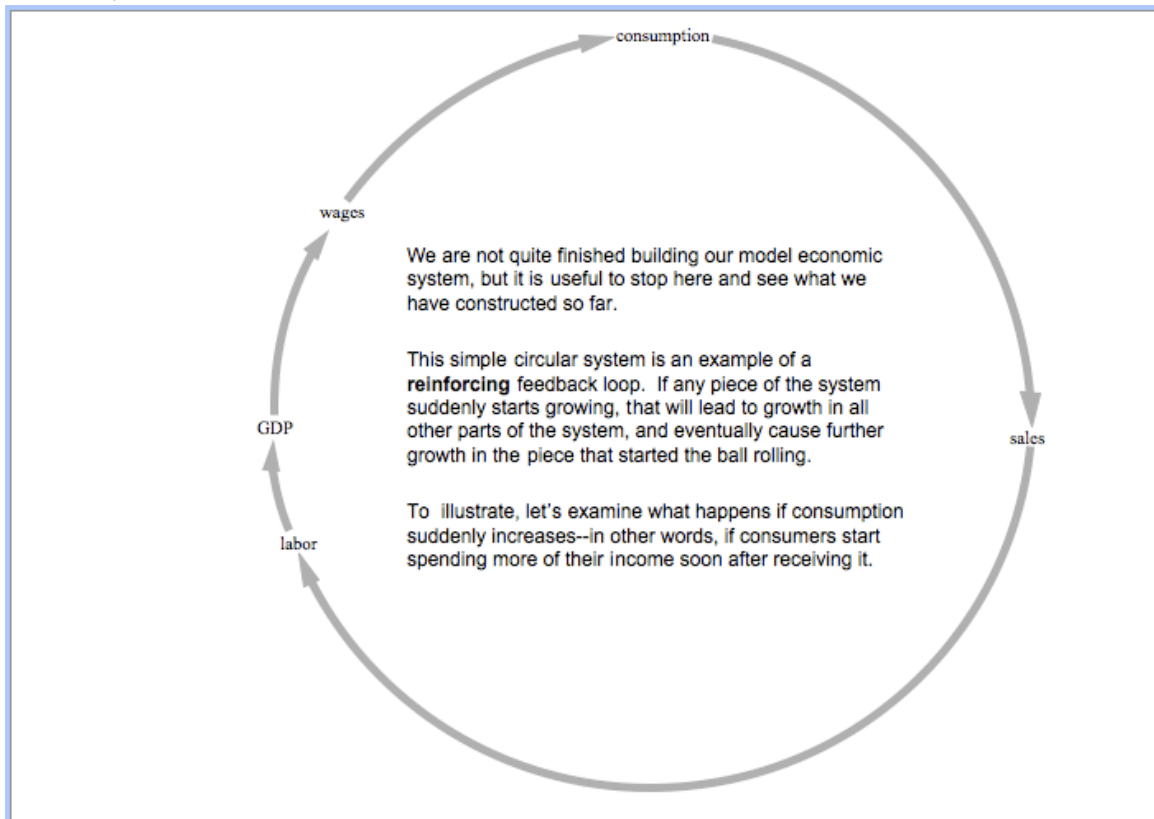 consumption
wages
We are not quite finished building our model economic
system, but it is useful to stop here and see what we
have constructed so far.
This simple circular system is an example of a
reinforcing feedback loop. If any piece of the system
suddenly starts growing, that will lead to growth in all
other parts of the system, and eventually cause further
growth in the piece that started the ball rolling.
GDP
sales
To illustrate, let's examine what happens if consumption
suddenly increases--in other words, if consumers start
spending more of their income soon after receiving it.
labor